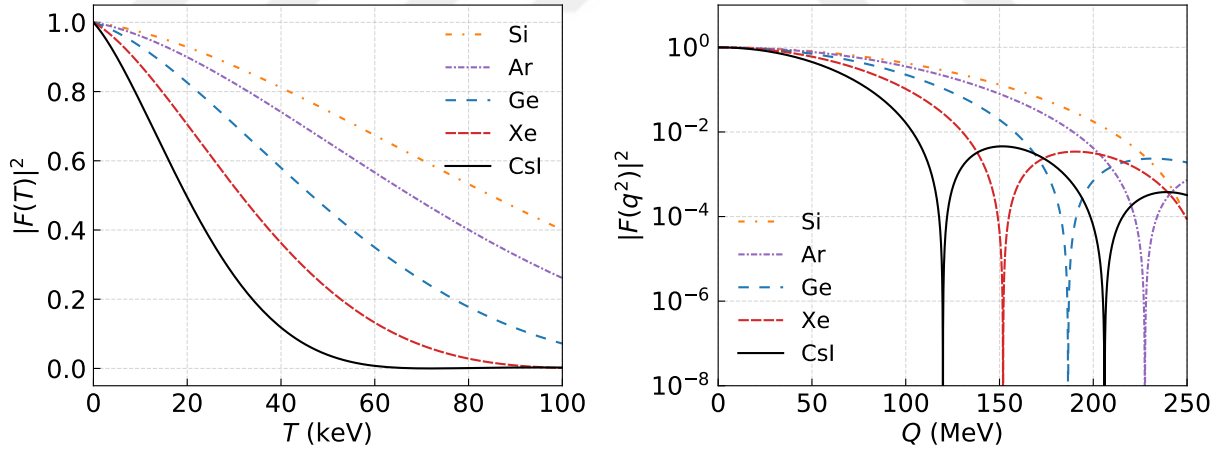 1.0
0.8
0.6
0.4
0.2
0.0
|F(T)|²
0 20 40 60 80 100
T (keV)
Si
Ar
Ge
Xe
CsI
10⁰
10⁻²
10⁻⁴
10⁻⁶
10⁻⁸
|F(q²)|²
0 50 100 150 200 250
Q (MeV)
Si
Ar
Ge
Xe
CsI